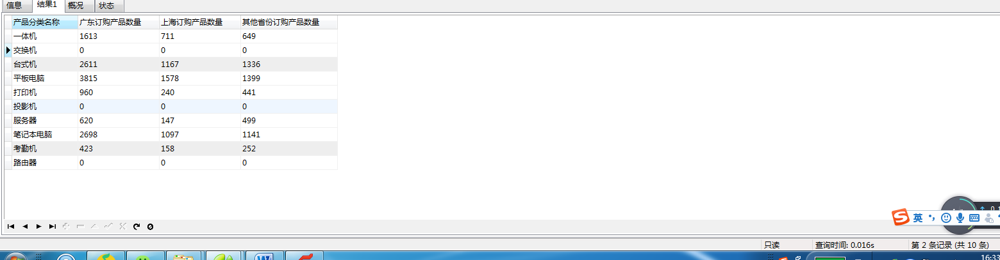 信息 结果1 概况 状态
产品分类名称 广东订购产品数量 上海订购产品数量 其他省份订购产品数量
一体机 1613 711 649
交换机 0 0 0
台式机 2611 1167 1336
平板电脑 3815 1578 1399
打印机 960 240 441
投影机 0 0 0
服务器 620 147 499
笔记本电脑 2698 1097 1141
考勤机 423 158 252
路由器 0 0 0
英
只读 查询时间: 0.016s 第 2 条记录 (共 10 条)
16:33